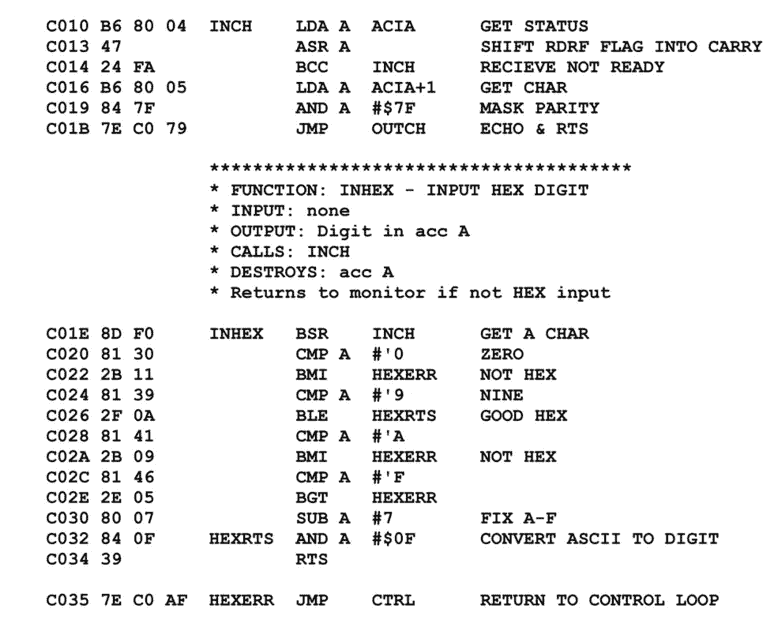 C010 B6 80 04 INCH LDA A ACIA GET STATUS
C013 47 ASR A SHIFT RDRF FLAG INTO CARRY
C014 24 FA BCC INCH RECIEVE NOT READY
C016 B6 80 05 LDA A ACIA+1 GET CHAR
C019 84 7F AND A #$7F MASK PARITY
C01B 7E C0 79 JMP OUTCH ECHO & RTS
***************************************
* FUNCTION: INHEX - INPUT HEX DIGIT
* INPUT: none
* OUTPUT: Digit in acc A
* CALLS: INCH
* DESTROYS: acc A
* Returns to monitor if not HEX input
C01E 8D F0 INHEX BSR INCH GET A CHAR
C020 81 30 CMP A #'0 ZERO
C022 2B 11 BMI HEXERR NOT HEX
C024 81 39 CMP A #'9 NINE
C026 2F 0A BLE HEXRTS GOOD HEX
C028 81 41 CMP A #'A
C02A 2B 09 BMI HEXERR NOT HEX
C02C 81 46 CMP A #'F
C02E 2E 05 BGT HEXERR
C030 80 07 SUB A #7 FIX A-F
C032 84 0F HEXRTS AND A #$0F CONVERT ASCII TO DIGIT
C034 39 RTS
C035 7E C0 AF HEXERR JMP CTRL RETURN TO CONTROL LOOP